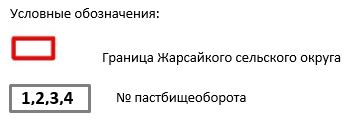 Условные обозначения:
Граница Жарсайкого сельского округа
1,2,3,4 № пастбищеоборота